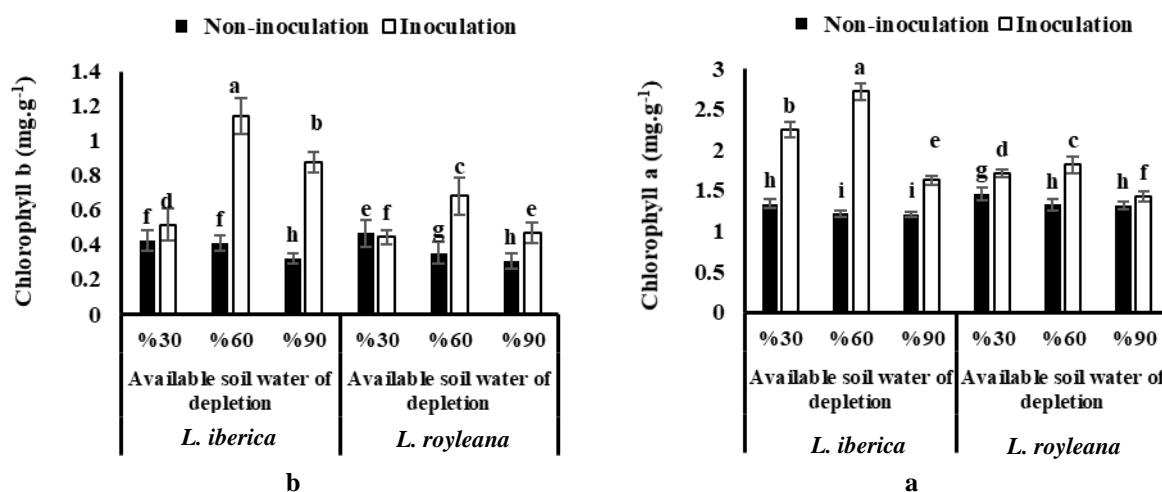 ■ Non-inoculation □ Inoculation
Chlorophyll b (mg.g-1)
1.4
1.2
1
0.8
0.6
0.4
0.2
0
f d f a h b e f g c h e
%30 %60 %90 %30 %60 %90
Available soil water of depletion Available soil water of depletion
L. iberica L. royleana
b
■ Non-inoculation □ Inoculation
Chlorophyll a (mg.g-1)
3
2.5
2
1.5
1
0.5
0
h b i a i e g d h c h f
%30 %60 %90 %30 %60 %90
Available soil water of depletion Available soil water of depletion
L. iberica L. royleana
a